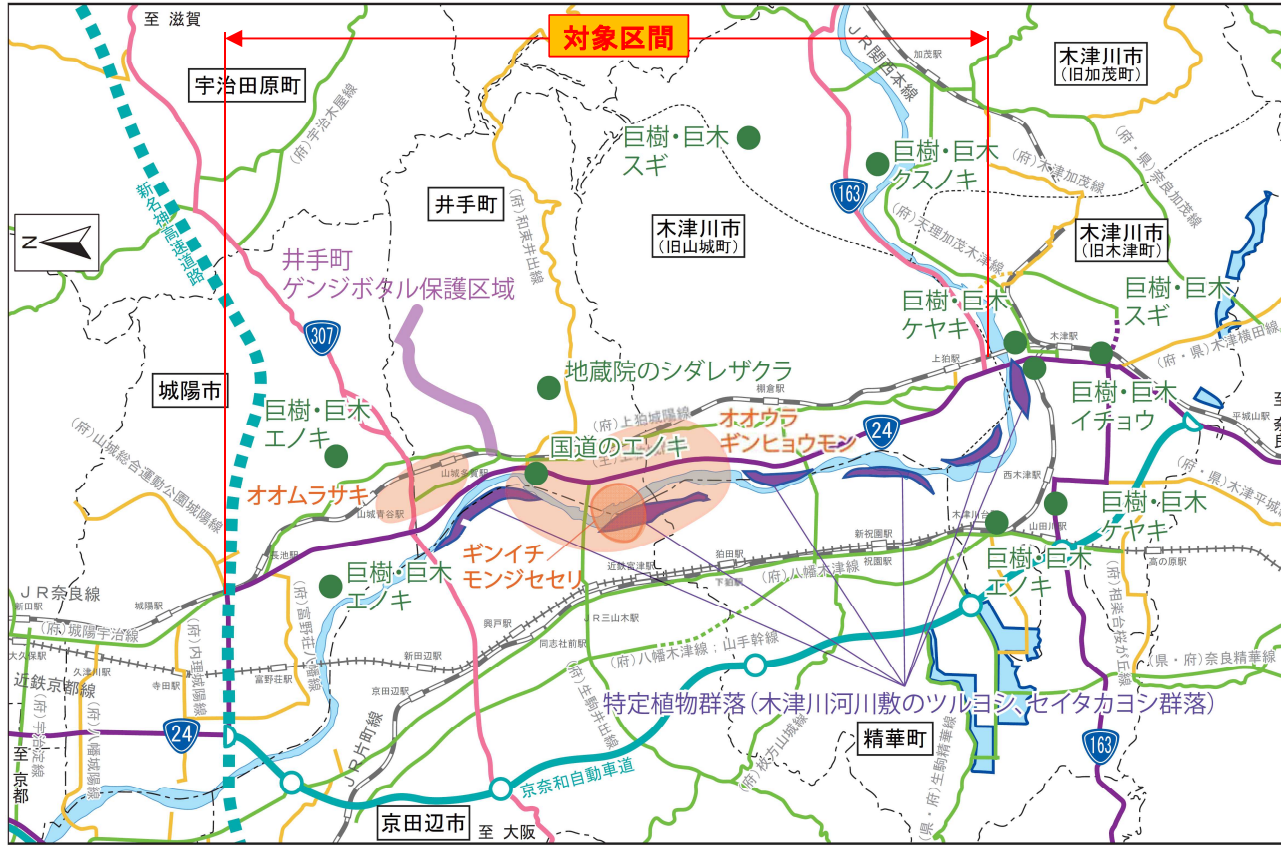 至 滋賀
対象区間
宇治田原町
(府)宇治木屋線
新名神高速道路
N
井手町
(府)和束井出線
巨樹・巨木
スギ
巨樹・巨木
クスノキ
163
JR関西本線
加茂駅
木津川市
(旧加茂町)
(府)木津加茂線
(府・県)奈良加茂線
(府)天理加茂木津線
木津川市
(旧山城町)
木津川市
(旧木津町)
井手町
ゲンジボタル保護区域
307
城陽市
巨樹・巨木
エノキ
地蔵院のシダレザクラ
巨樹・巨木
ケヤキ
巨樹・巨木
スギ
木津駅
上狛駅
棚倉駅
(府)上狛城陽線
(府・県)木津横田線
巨樹・巨木
イチョウ
平城山駅
至 奈良
(府)山城総合運動公園城陽線
オオムラサキ
山城多賀駅
山城青谷駅
国道のエノキ
オオウラ
ギンヒョウモン
24
西木津駅
(府・県)木津平城線
長池駅
ギンイチ
モンジセセリ
近鉄宮津駅
狛田駅
下狛駅
新祝園駅
祝園駅
木津川台駅
山田川駅
巨樹・巨木
ケヤキ
高の原駅
巨樹・巨木
エノキ
巨樹・巨木
エノキ
(府)八幡木津線
JR奈良線
新田駅
城陽駅
(府)城陽宇治線
大久保駅
久津川駅
近鉄京都線
寺田駅
富野荘駅
(府)内里城陽線
(府)富野荘八幡線
新田辺駅
興戸駅
京田辺駅
同志社前駅
JR三山木駅
(府)八幡木津線：山手幹線
(府)生駒井出線
(府)相楽台桜が丘線
(県・府)奈良精華線
(府)宇治淀線
(府)八幡城陽線
24
至 京都
JR片町線
特定植物群落(木津川河川敷のツルヨシ、セイタカヨシ群落)
(府)枚方山城線
精華町
(県・府)生駒精華線
163
京奈和自動車道
京田辺市
至 大阪